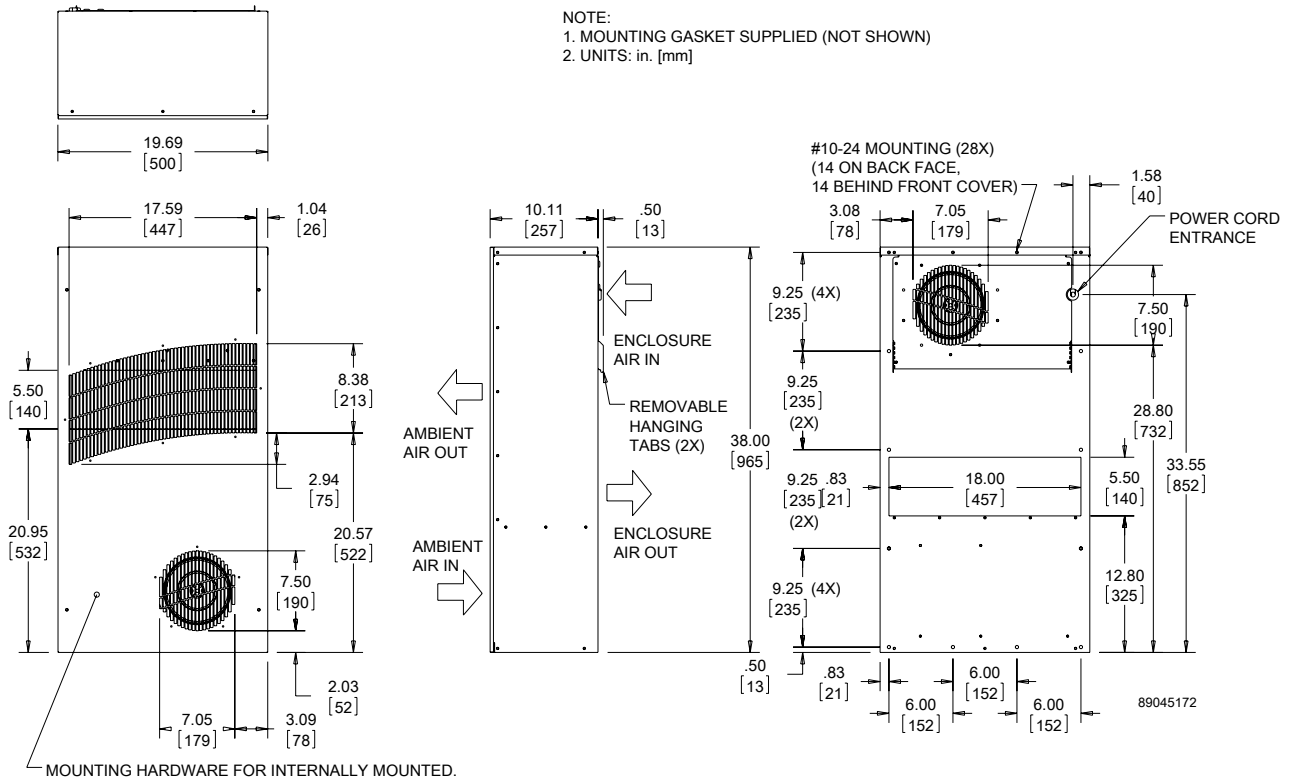 NOTE:
1. MOUNTING GASKET SUPPLIED (NOT SHOWN)
2. UNITS: in. [mm]
19.69
[500]
17.59
[447]
1.04
[26]
5.50
[140]
8.38
[213]
2.94
[75]
20.95
[532]
20.57
[522]
7.50
[190]
2.03
[52]
7.05
[179]
3.09
[78]
MOUNTING HARDWARE FOR INTERNALLY MOUNTED.
10.11
[257]
.50
[13]
ENCLOSURE
AIR IN
AMBIENT
AIR OUT
REMOVABLE
HANGING
TABS (2X)
38.00
[965]
AMBIENT
AIR IN
ENCLOSURE
AIR OUT
#10-24 MOUNTING (28X)
(14 ON BACK FACE,
14 BEHIND FRONT COVER)
1.58
[40]
3.08
[78]
7.05
[179]
POWER CORD
ENTRANCE
9.25 (4X)
[235]
7.50
[190]
9.25
[235]
(2X)
28.80
[732]
33.55
[852]
9.25
[235]
(2X)
.83
[21]
18.00
[457]
5.50
[140]
9.25 (4X)
[235]
12.80
[325]
.50
[13]
.83
[21]
6.00
[152]
6.00
[152]
6.00
[152]
89045172